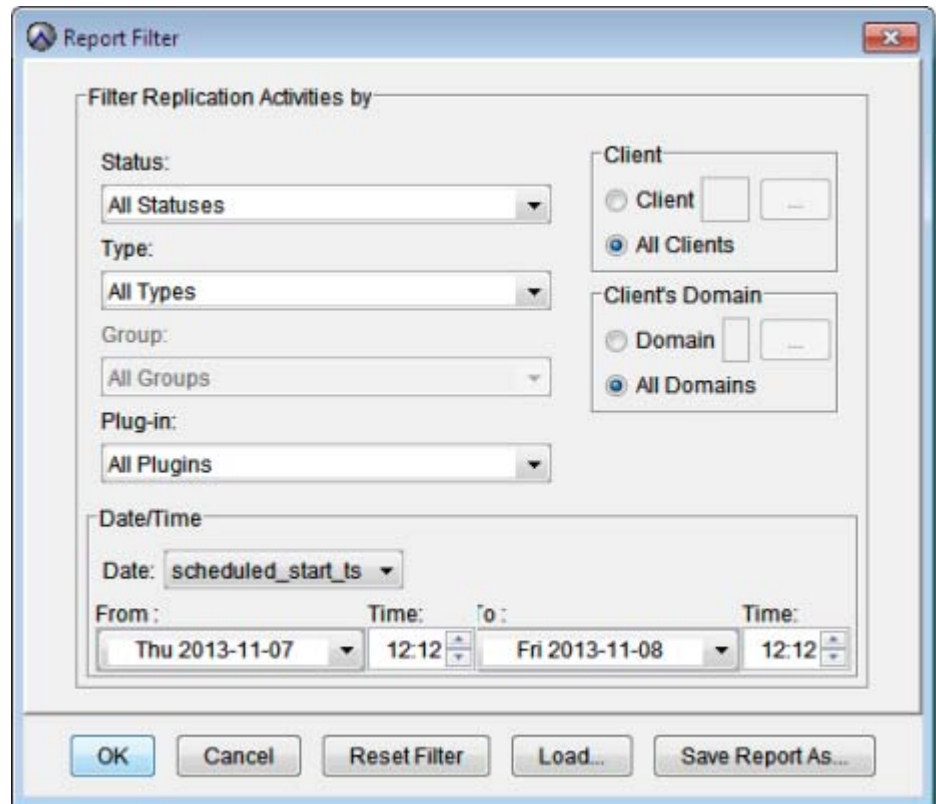 Report Filter
Filter Replication Activities by
Status:
All Statuses
Type:
All Types
Group:
All Groups
Plug-in:
All Plugins
Client
Client ...
All Clients
Client's Domain
Domain ...
All Domains
Date/Time
Date: scheduled_start_ts
From : Time: To : Time:
Thu 2013-11-07 12:12 Fri 2013-11-08 12:12
OK Cancel Reset Filter Load... Save Report As...